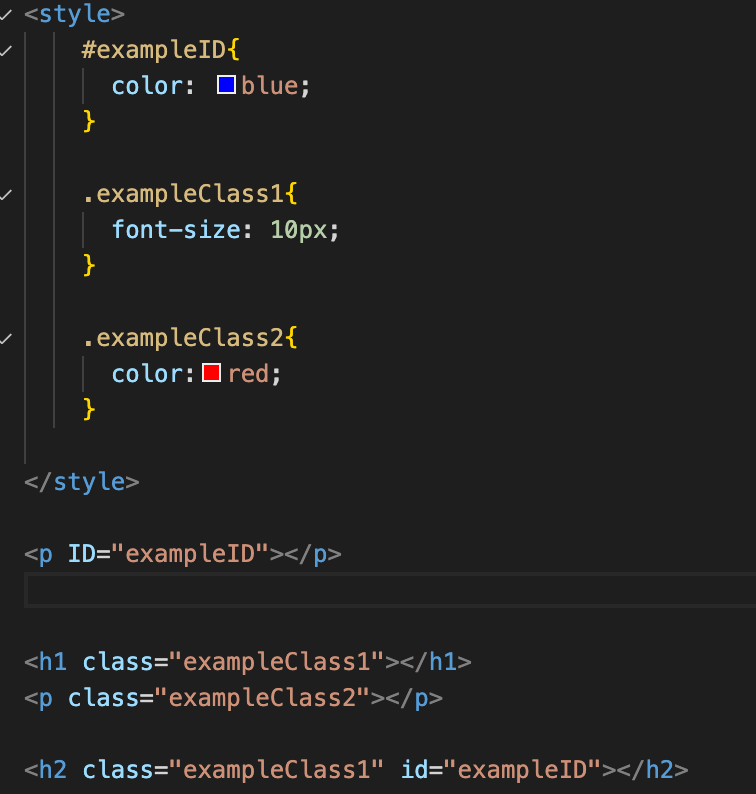 <style>
#exampleID{
color: blue;
}
.exampleClass1{
font-size: 10px;
}
.exampleClass2{
color:red;
}
</style>
<p ID="exampleID"></p>
<h1 class="exampleClass1"></h1>
<p class="exampleClass2"></p>
<h2 class="exampleClass1" id="exampleID"></h2>